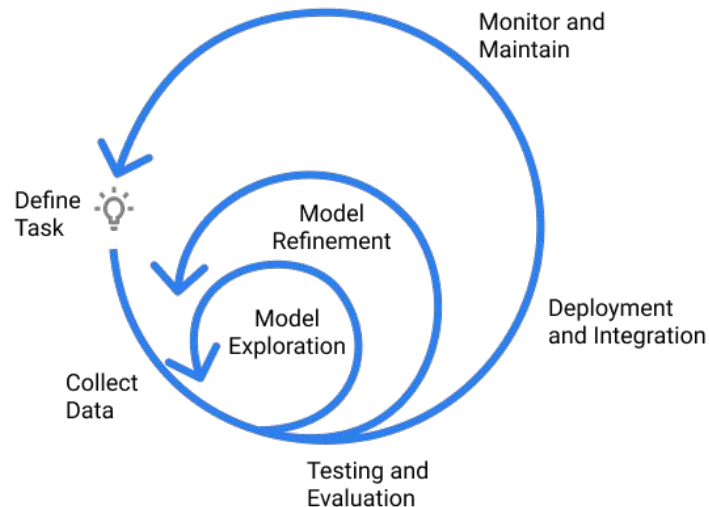 Monitor and
Maintain
Define
Task
Model
Refinement
Model
Exploration
Deployment
and Integration
Collect
Data
Testing and
Evaluation